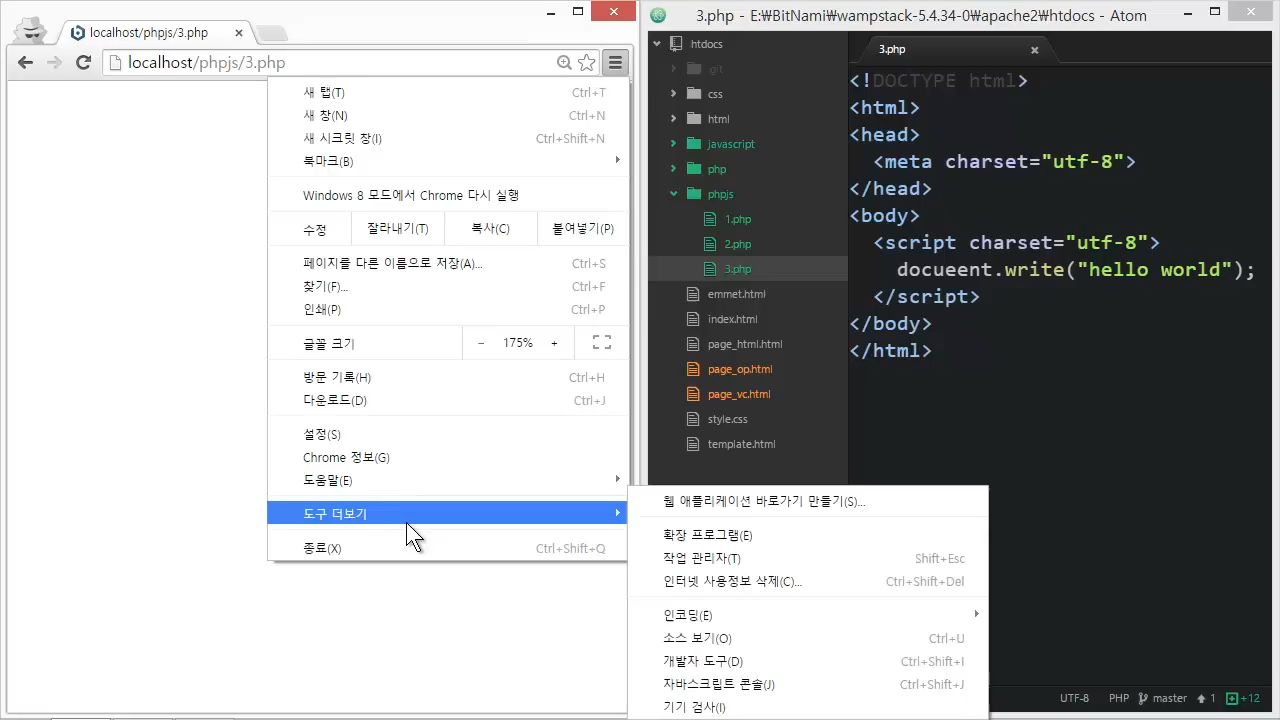 localhost/phpjs/3.php
localhost/phpjs/3.php
새 탭(T) Ctrl+T
새 창(N) Ctrl+N
새 시크릿 창(I) Ctrl+Shift+N
북마크(B)
Windows 8 모드에서 Chrome 다시 실행
수정 잘라내기(T) 복사(C) 붙여넣기(P)
페이지을 다른 이름으로 저장(A)... Ctrl+S
찾기(F)... Ctrl+F
인쇄(P) Ctrl+P
글꼴 크기 − 175% +
방문 기록(H) Ctrl+H
다운로드(D) Ctrl+J
설정(S)
Chrome 정보(G)
도움말(E)
도구 더보기
종료(X) Ctrl+Shift+Q
웹 애플리케이션 바로가기 만들기(S)...
확장 프로그램(E)
작업 관리자(T) Shift+Esc
인터넷 사용정보 삭제(C)... Ctrl+Shift+Del
인코딩(E)
소스 보기(O) Ctrl+U
개발자 도구(D) Ctrl+Shift+I
자바스크립트 콘솔(J) Ctrl+Shift+J
기기 검사(I)
3.php - E:₩BitNami₩wampstack-5.4.34-0₩apache2₩htdocs - Atom
htdocs
.git
css
html
javascript
php
phpjs
1.php
2.php
3.php
emmet.html
index.html
page_html.html
page_op.html
page_vc.html
style.css
template.html
3.php
<!DOCTYPE html>
<html>
<head>
<meta charset="utf-8">
</head>
<body>
<script charset="utf-8">
docueent.write("hello world");
</script>
</body>
</html>
UTF-8 PHP master 1 +12